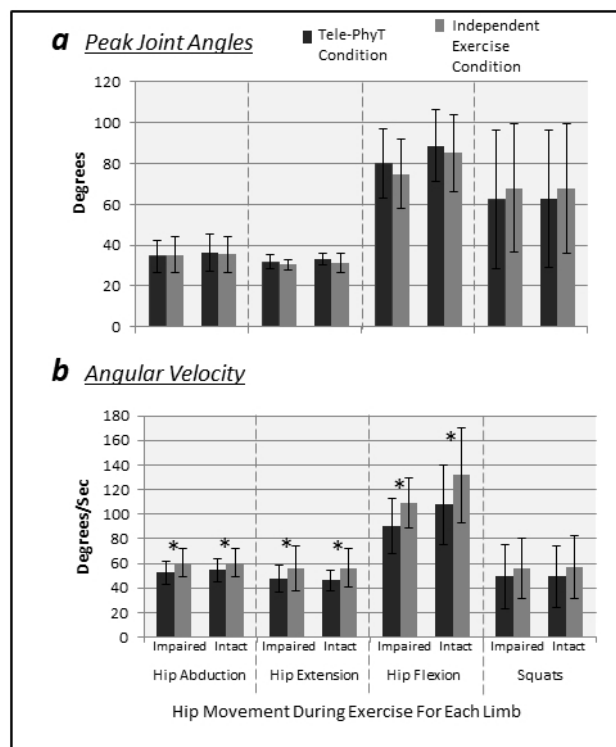 a Peak Joint Angles
Tele-PhyT
Condition
Independent
Exercise
Condition
Degrees
120
100
80
60
40
20
0
b Angular Velocity
Degrees/Sec
180
160
140
120
100
80
60
40
20
0
* * * * * *
Impaired Intact Impaired Intact Impaired Intact Impaired Intact
Hip Abduction Hip Extension Hip Flexion Squats
Hip Movement During Exercise For Each Limb